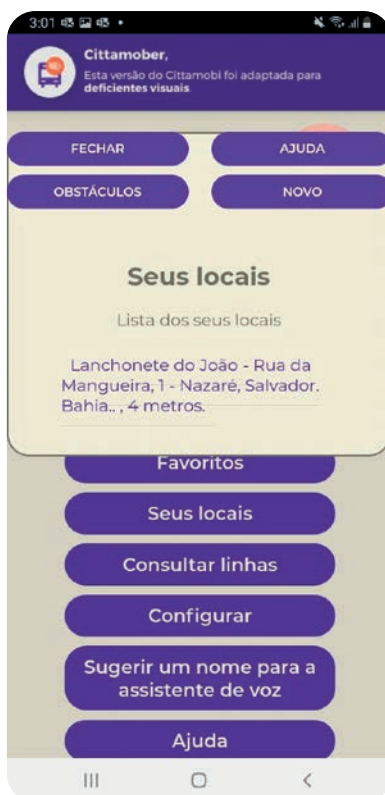 3:01
Cittamober,
Esta versão do Cittamobi foi adaptada para
deficientes visuais
FECHAR
AJUDA
OBSTÁCULOS
NOVO
Seus locais
Lista dos seus locais
Lanchonete do João - Rua da
Mangueira, 1 - Nazaré, Salvador.
Bahia.. , 4 metros.
Favoritos
Seus locais
Consultar linhas
Configurar
Sugerir um nome para a
assistente de voz
Ajuda